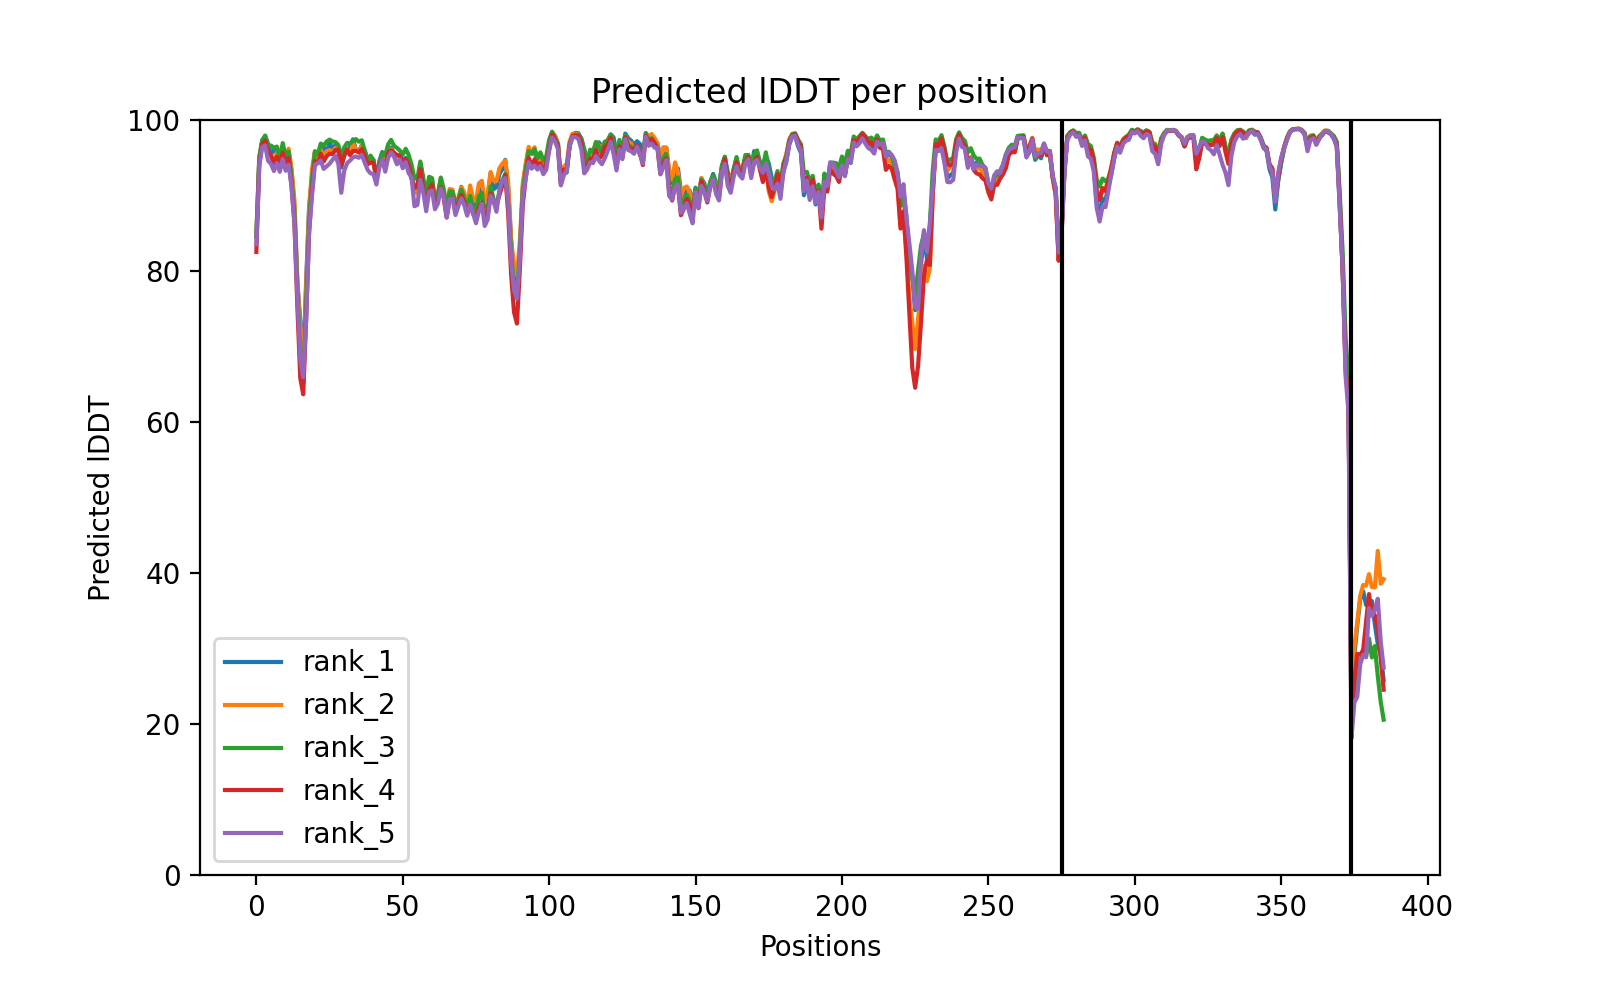 Predicted lDDT per position
100
80
60
40
20
0
Predicted lDDT
rank_1
rank_2
rank_3
rank_4
rank_5
0 50 100 150 200 250 300 350 400
Positions